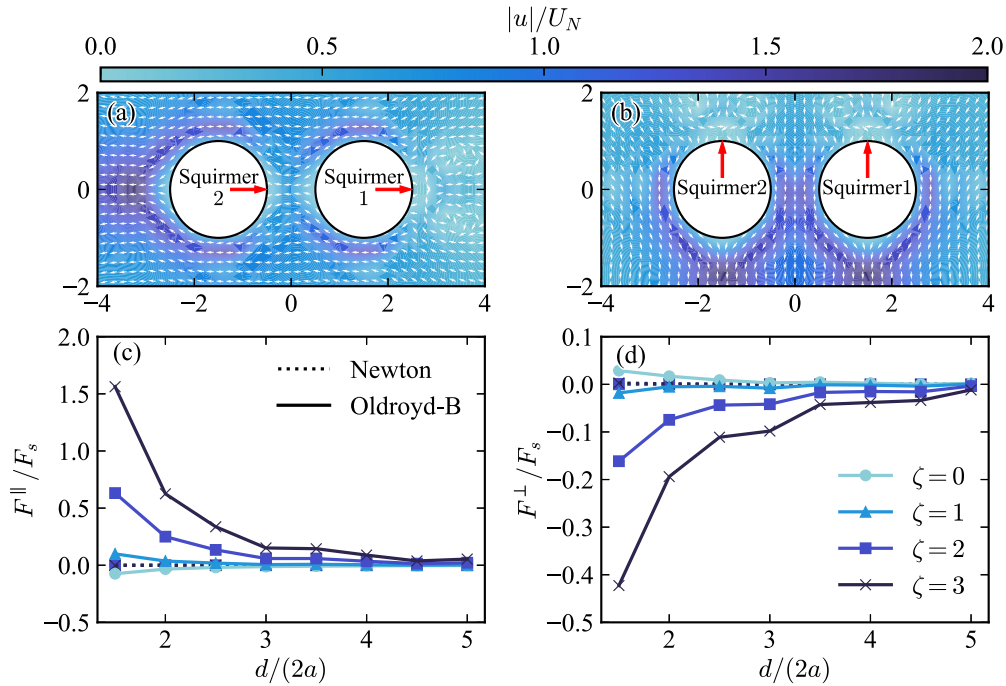 |u|/U_N
0.0 0.5 1.0 1.5 2.0
(a)
Squirmer
2
Squirmer
1
2
0
−2
−4 −2 0 2 4
(b)
Squirmer2
Squirmer1
2
0
−2
−4 −2 0 2 4
(c)
Newton
Oldroyd-B
F^∥/F_s
2.0
1.5
1.0
0.5
0.0
−0.5
2 3 4 5
d/(2a)
(d)
F^⊥/F_s
0.1
0.0
−0.1
−0.2
−0.3
−0.4
−0.5
ζ=0
ζ=1
ζ=2
ζ=3
2 3 4 5
d/(2a)